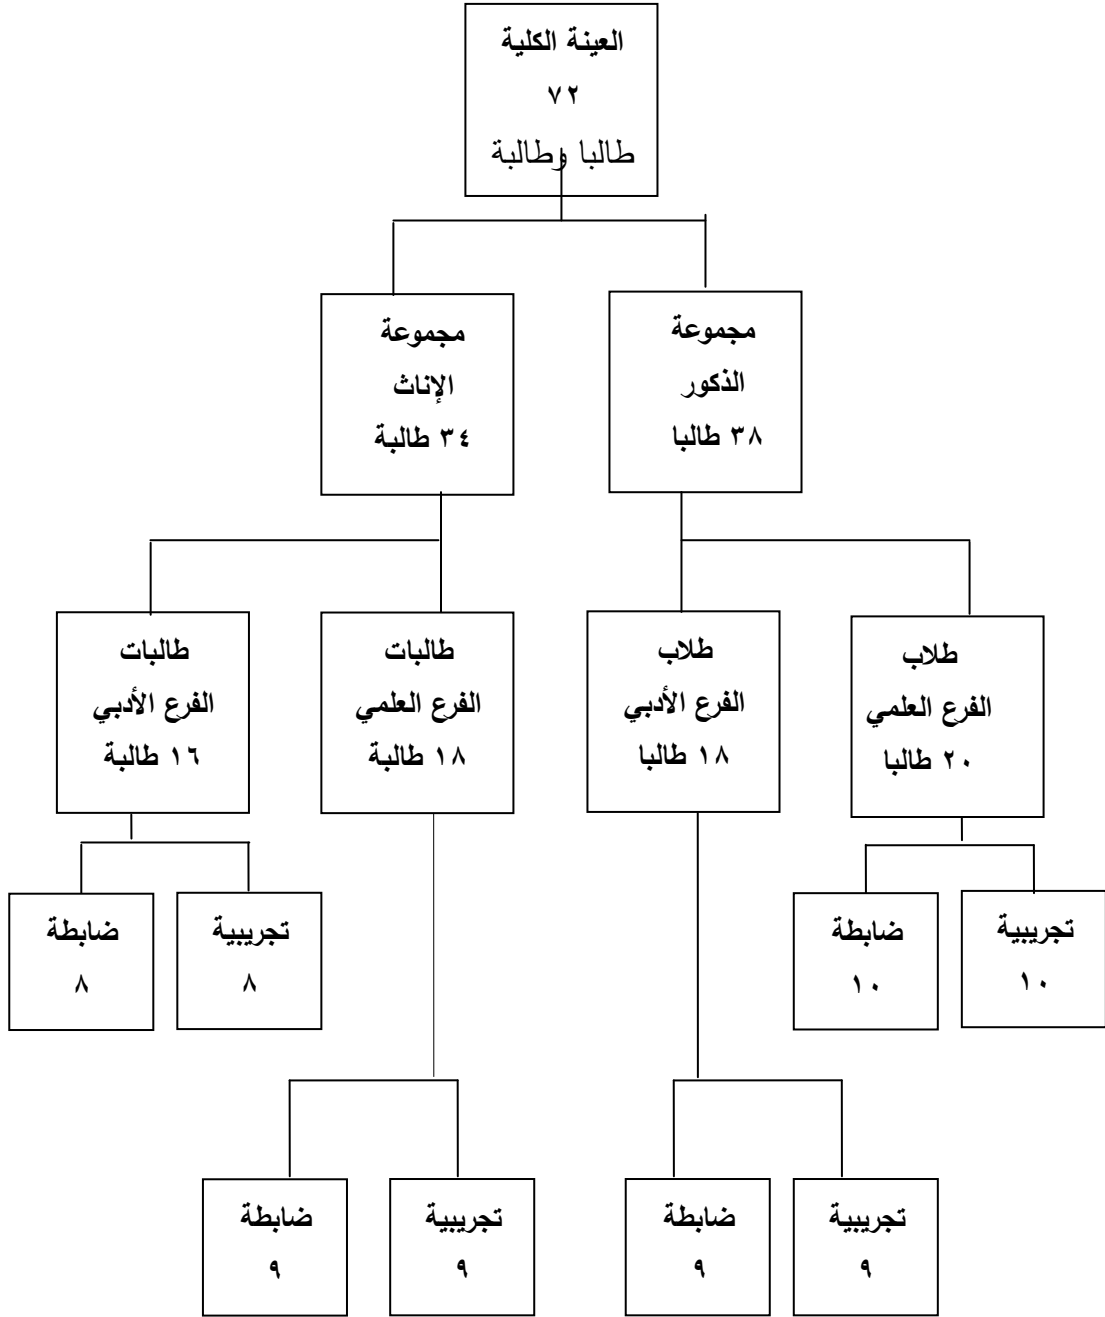 العينة الكلية
٧٢
طالبا وطالبة
مجموعة
الذكور
٣٨ طالبا
مجموعة
الإناث
٣٤ طالبة
طلاب
الفرع العلمي
٢٠ طالبا
طلاب
الفرع الأدبي
١٨ طالبا
طالبات
الفرع العلمي
١٨ طالبة
طالبات
الفرع الأدبي
١٦ طالبة
تجريبية
١٠
ضابطة
١٠
تجريبية
٨
ضابطة
٨
تجريبية
٩
ضابطة
٩
تجريبية
٩
ضابطة
٩